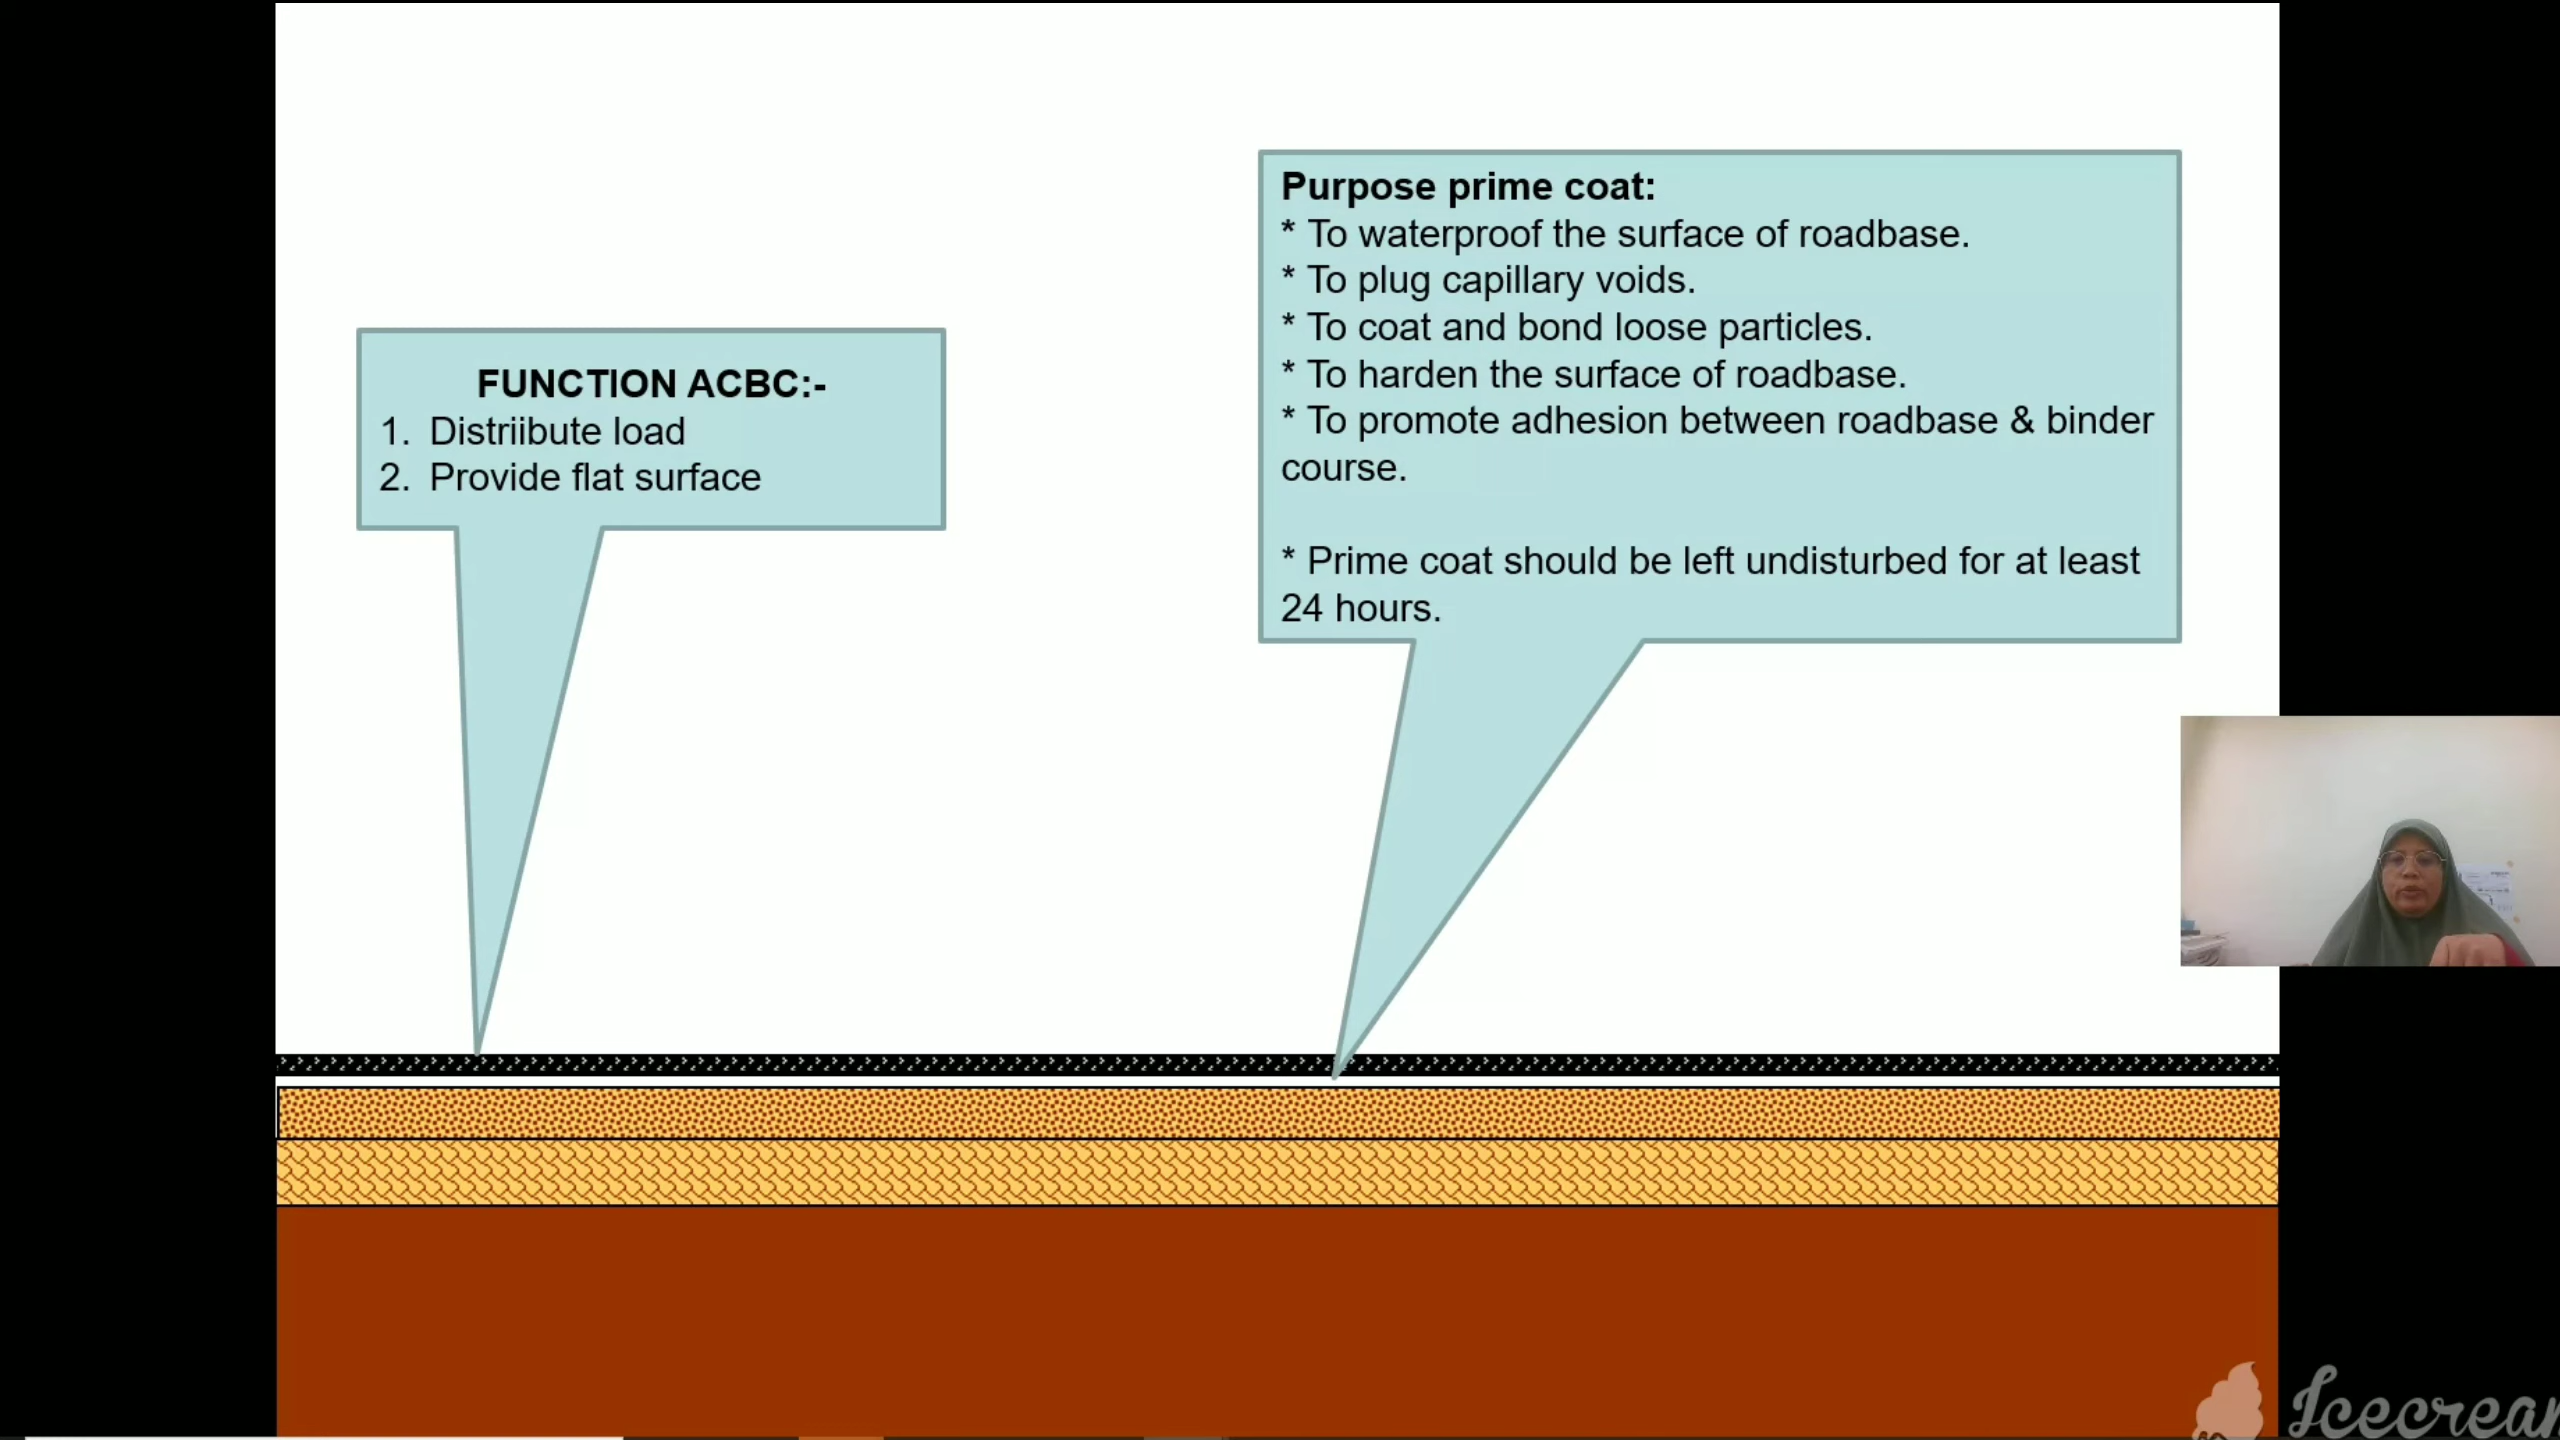 FUNCTION ACBC:-
1. Distriibute load
2. Provide flat surface
Purpose prime coat:
* To waterproof the surface of roadbase.
* To plug capillary voids.
* To coat and bond loose particles.
* To harden the surface of roadbase.
* To promote adhesion between roadbase & binder
course.
* Prime coat should be left undisturbed for at least
24 hours.
Icecream